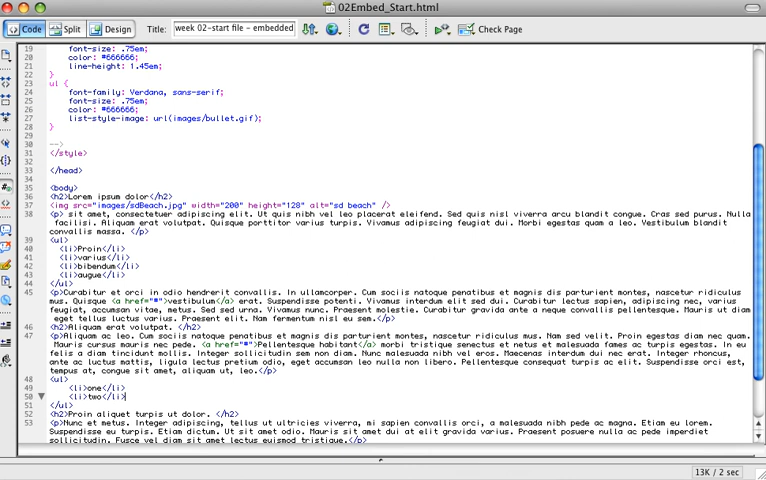 02Embed_Start.html
Code Split Design Title: week 02-start file - embedded Check Page
19 font-size: .75em;
20 color: #666666;
21 line-height: 1.45em;
22 }
23 ul {
24 font-family: Verdana, sans-serif;
25 font-size: .75em;
26 color: #666666;
27 list-style-image: url(images/bullet.gif);
28 }
29
30 -->
31 </style>
32
33 </head>
34
35 <body>
36 <h2>Lorem ipsum dolor</h2>
37 <img src="images/sdBeach.jpg" width="200" height="128" alt="sd beach" />
38 <p> sit amet, consectetuer adipiscing elit. Ut quis nibh vel leo placerat eleifend. Sed quis nisl viverra arcu blandit congue. Cras sed purus. Nulla
facilisi. Aliquam erat volutpat. Quisque porttitor varius turpis. Vivamus adipiscing feugiat dui. Morbi egestas quam a leo. Vestibulum blandit
convallis massa. </p>
39 <ul>
40 <li>Proin</li>
41 <li>varius</li>
42 <li>bibendum</li>
43 <li>augue</li>
44 </ul>
45 <p>Curabitur et orci in odio hendrerit convallis. In ullamcorper. Cum sociis natoque penatibus et magnis dis parturient montes, nascetur ridiculus
mus. Quisque <a href="#">vestibulum</a> erat. Suspendisse potenti. Vivamus interdum elit sed dui. Curabitur lectus sapien, adipiscing nec, varius
feugiat, accumsan vitae, metus. Sed sed urna. Vivamus nunc. Praesent molestie. Curabitur gravida ante a neque convallis pellentesque. Mauris ut diam
eget tellus luctus varius. Praesent mollis. Nam fermentum nisl eu sem.</p>
46 <h2>Aliquam erat volutpat. </h2>
47 <p>Aliquam ac leo. Cum sociis natoque penatibus et magnis dis parturient montes, nascetur ridiculus mus. Nam sed velit. Proin egestas diam nec quam.
Mauris cursus mauris nec pede. <a href="#">Pellentesque habitant</a> morbi tristique senectus et netus et malesuada fames ac turpis egestas. In eu
felis a diam tincidunt mollis. Integer sollicitudin sem non diam. Nunc malesuada nibh vel eros. Maecenas interdum dui nec erat. Integer rhoncus,
ante ac luctus mattis, ligula lectus pretium odio, eget accumsan leo nulla non ligula. Pellentesque consequat turpis ac elit. Suspendisse orci est,
tempus at, congue sit amet, aliquam ut, leo.</p>
48 <ul>
49 <li>one</li>
50 <li>two</li>
51 </ul>
52 <h2>Proin aliquet turpis ut dolor. </h2>
53 <p>Nunc et metus. Integer adipiscing, tellus ut ultricies viverra, mi sapien convallis orci, a malesuada nibh pede ac magna. Etiam eu lorem.
Suspendisse eu turpis. Etiam dictum. Ut sit amet odio. Mauris diam dui at elit gravida varius. Praesent posuere nulla ac pede imperdiet
sollicitudin. Fusce vel diam sit amet lectus euismod tristique.</p>
13K / 2 sec